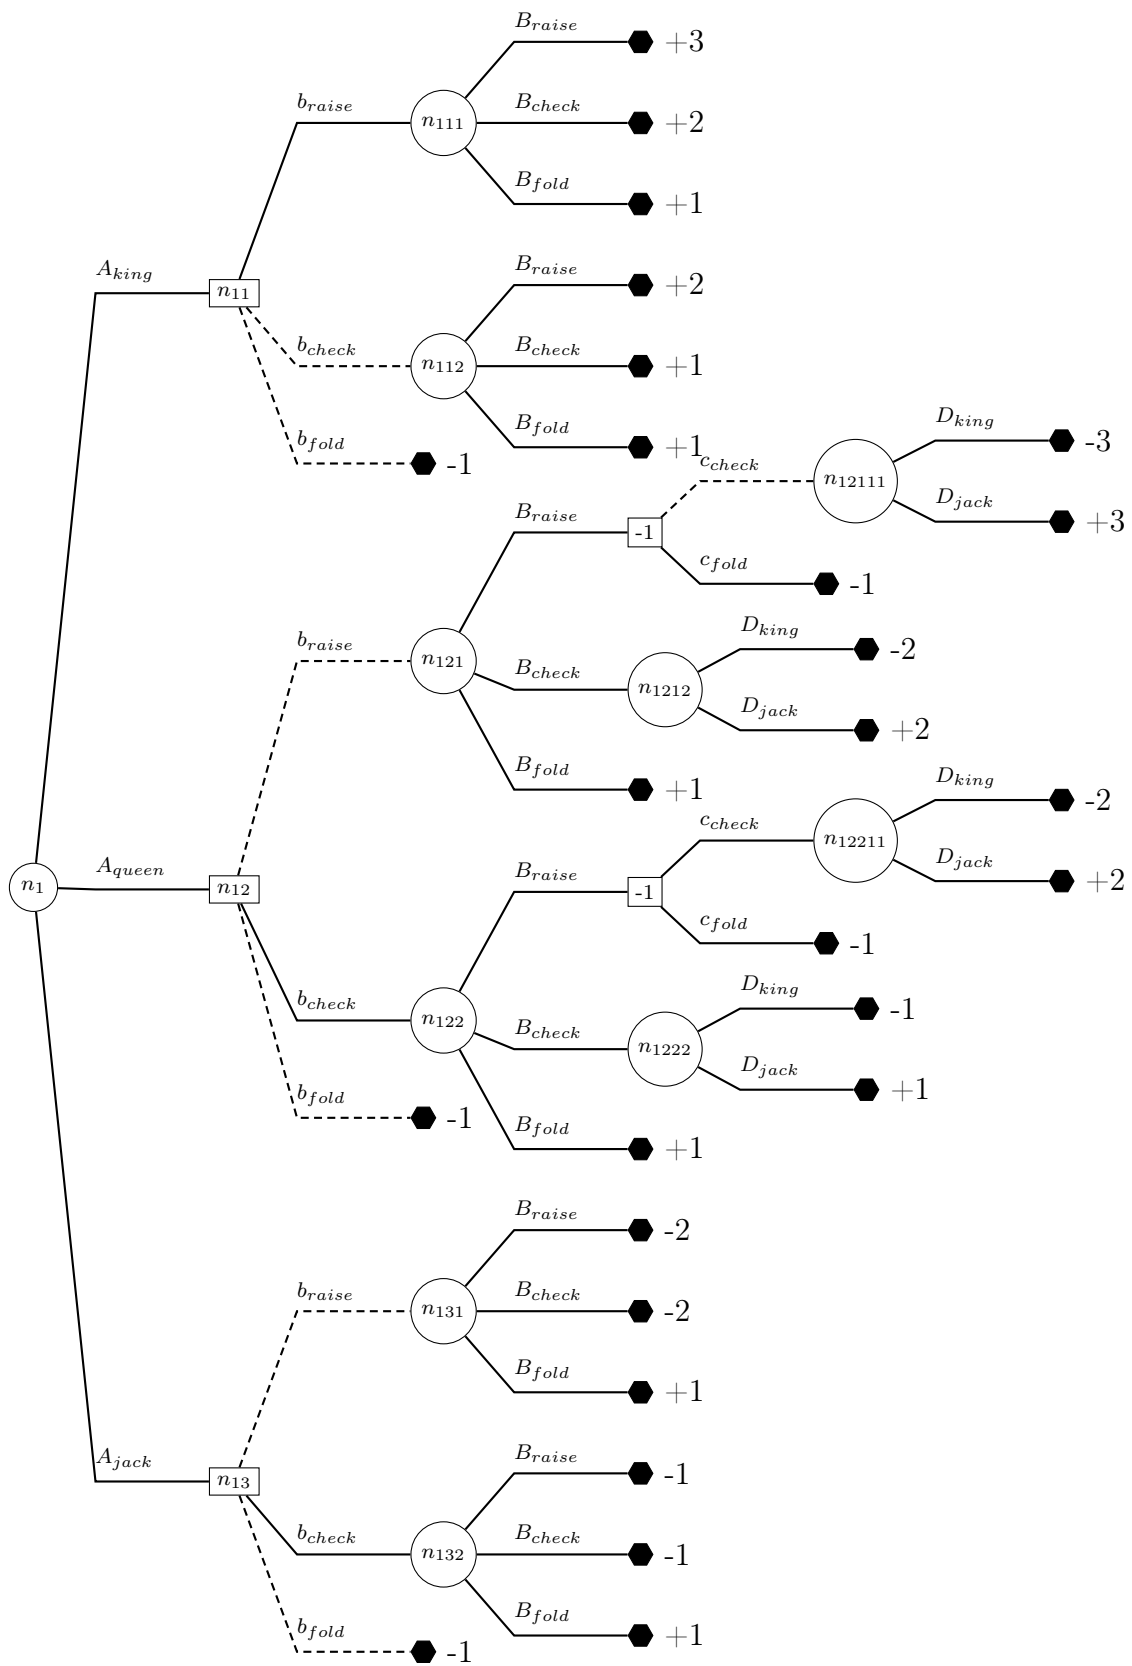 B_raise
+3
b_raise
B_check
n_111
+2
B_fold
+1
A_king
B_raise
n_11
+2
b_check
B_check
n_112
+1
b_fold
B_fold
D_king
-1
+1
c_check
-3
n_12111
D_jack
B_raise
-1
+3
c_fold
-1
b_raise
D_king
-2
n_121
B_check
n_1212
D_jack
+2
B_fold
D_king
+1
-2
c_check
n_12211
A_queen
B_raise
D_jack
n_1
n_12
-1
+2
c_fold
-1
b_check
D_king
-1
n_122
B_check
n_1222
D_jack
b_fold
+1
-1
B_fold
+1
B_raise
-2
b_raise
B_check
n_131
-2
B_fold
+1
A_jack
B_raise
n_13
-1
b_check
B_check
n_132
-1
b_fold
B_fold
-1
+1